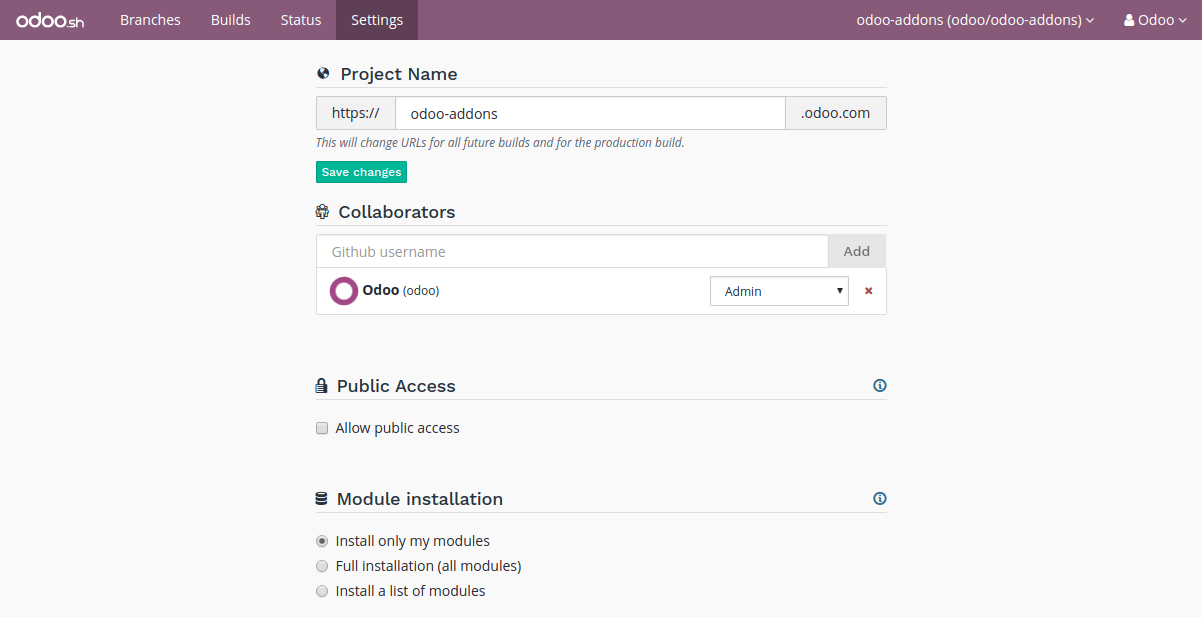 odoo.sh Branches Builds Status Settings odoo-addons (odoo/odoo-addons) Odoo
Project Name
https:// odoo-addons .odoo.com
This will change URLs for all future builds and for the production build.
Save changes
Collaborators
Github username Add
Odoo (odoo) Admin
Public Access
Allow public access
Module installation
Install only my modules
Full installation (all modules)
Install a list of modules